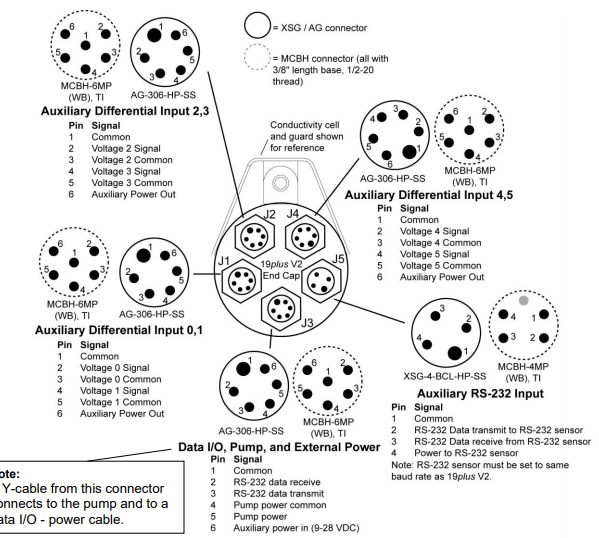 = XSG / AG connector
= MCBH connector (all with
3/8" length base, 1/2-20
thread)
6 2
1
5 3
4
MCBH-6MP
(WB), TI
1 6
2 5
3 4
AG-306-HP-SS
Auxiliary Differential Input 2,3
Pin Signal
1 Common
2 Voltage 2 Signal
3 Voltage 2 Common
4 Voltage 3 Signal
5 Voltage 3 Common
6 Auxiliary Power Out
Conductivity cell
and guard shown
for reference
4 3
2
5
6 1
AG-306-HP-SS
6 2
1
5 3
4
MCBH-6MP
(WB), TI
Auxiliary Differential Input 4,5
Pin Signal
1 Common
2 Voltage 4 Signal
3 Voltage 4 Common
4 Voltage 5 Signal
5 Voltage 5 Common
6 Auxiliary Power Out
J2 J4
J1 19plus V2 J5
End Cap
J3
6 2
1
5 3
4
MCBH-6MP
(WB), TI
1 6
2 5
3 4
AG-306-HP-SS
Auxiliary Differential Input 0,1
Pin Signal
1 Common
2 Voltage 0 Signal
3 Voltage 0 Common
4 Voltage 1 Signal
5 Voltage 1 Common
6 Auxiliary Power Out
3
2
4
1
XSG-4-BCL-HP-SS
4 1
3 2
MCBH-4MP
(WB), TI
Auxiliary RS-232 Input
Pin Signal
1 Common
2 RS-232 Data transmit to RS-232 sensor
3 RS-232 Data receive from RS-232 sensor
4 Power to RS-232 sensor
Note: RS-232 sensor must be set to same
baud rate as 19plus V2.
1 6
2 5
3 4
AG-306-HP-SS
6 2
1
5 3
4
MCBH-6MP
(WB), TI
Data I/O, Pump, and External Power
Pin Signal
1 Common
2 RS-232 data receive
3 RS-232 data transmit
4 Pump power common
5 Pump power
6 Auxiliary power in (9-28 VDC)
ote:
Y-cable from this connector
onnects to the pump and to a
ata I/O - power cable.